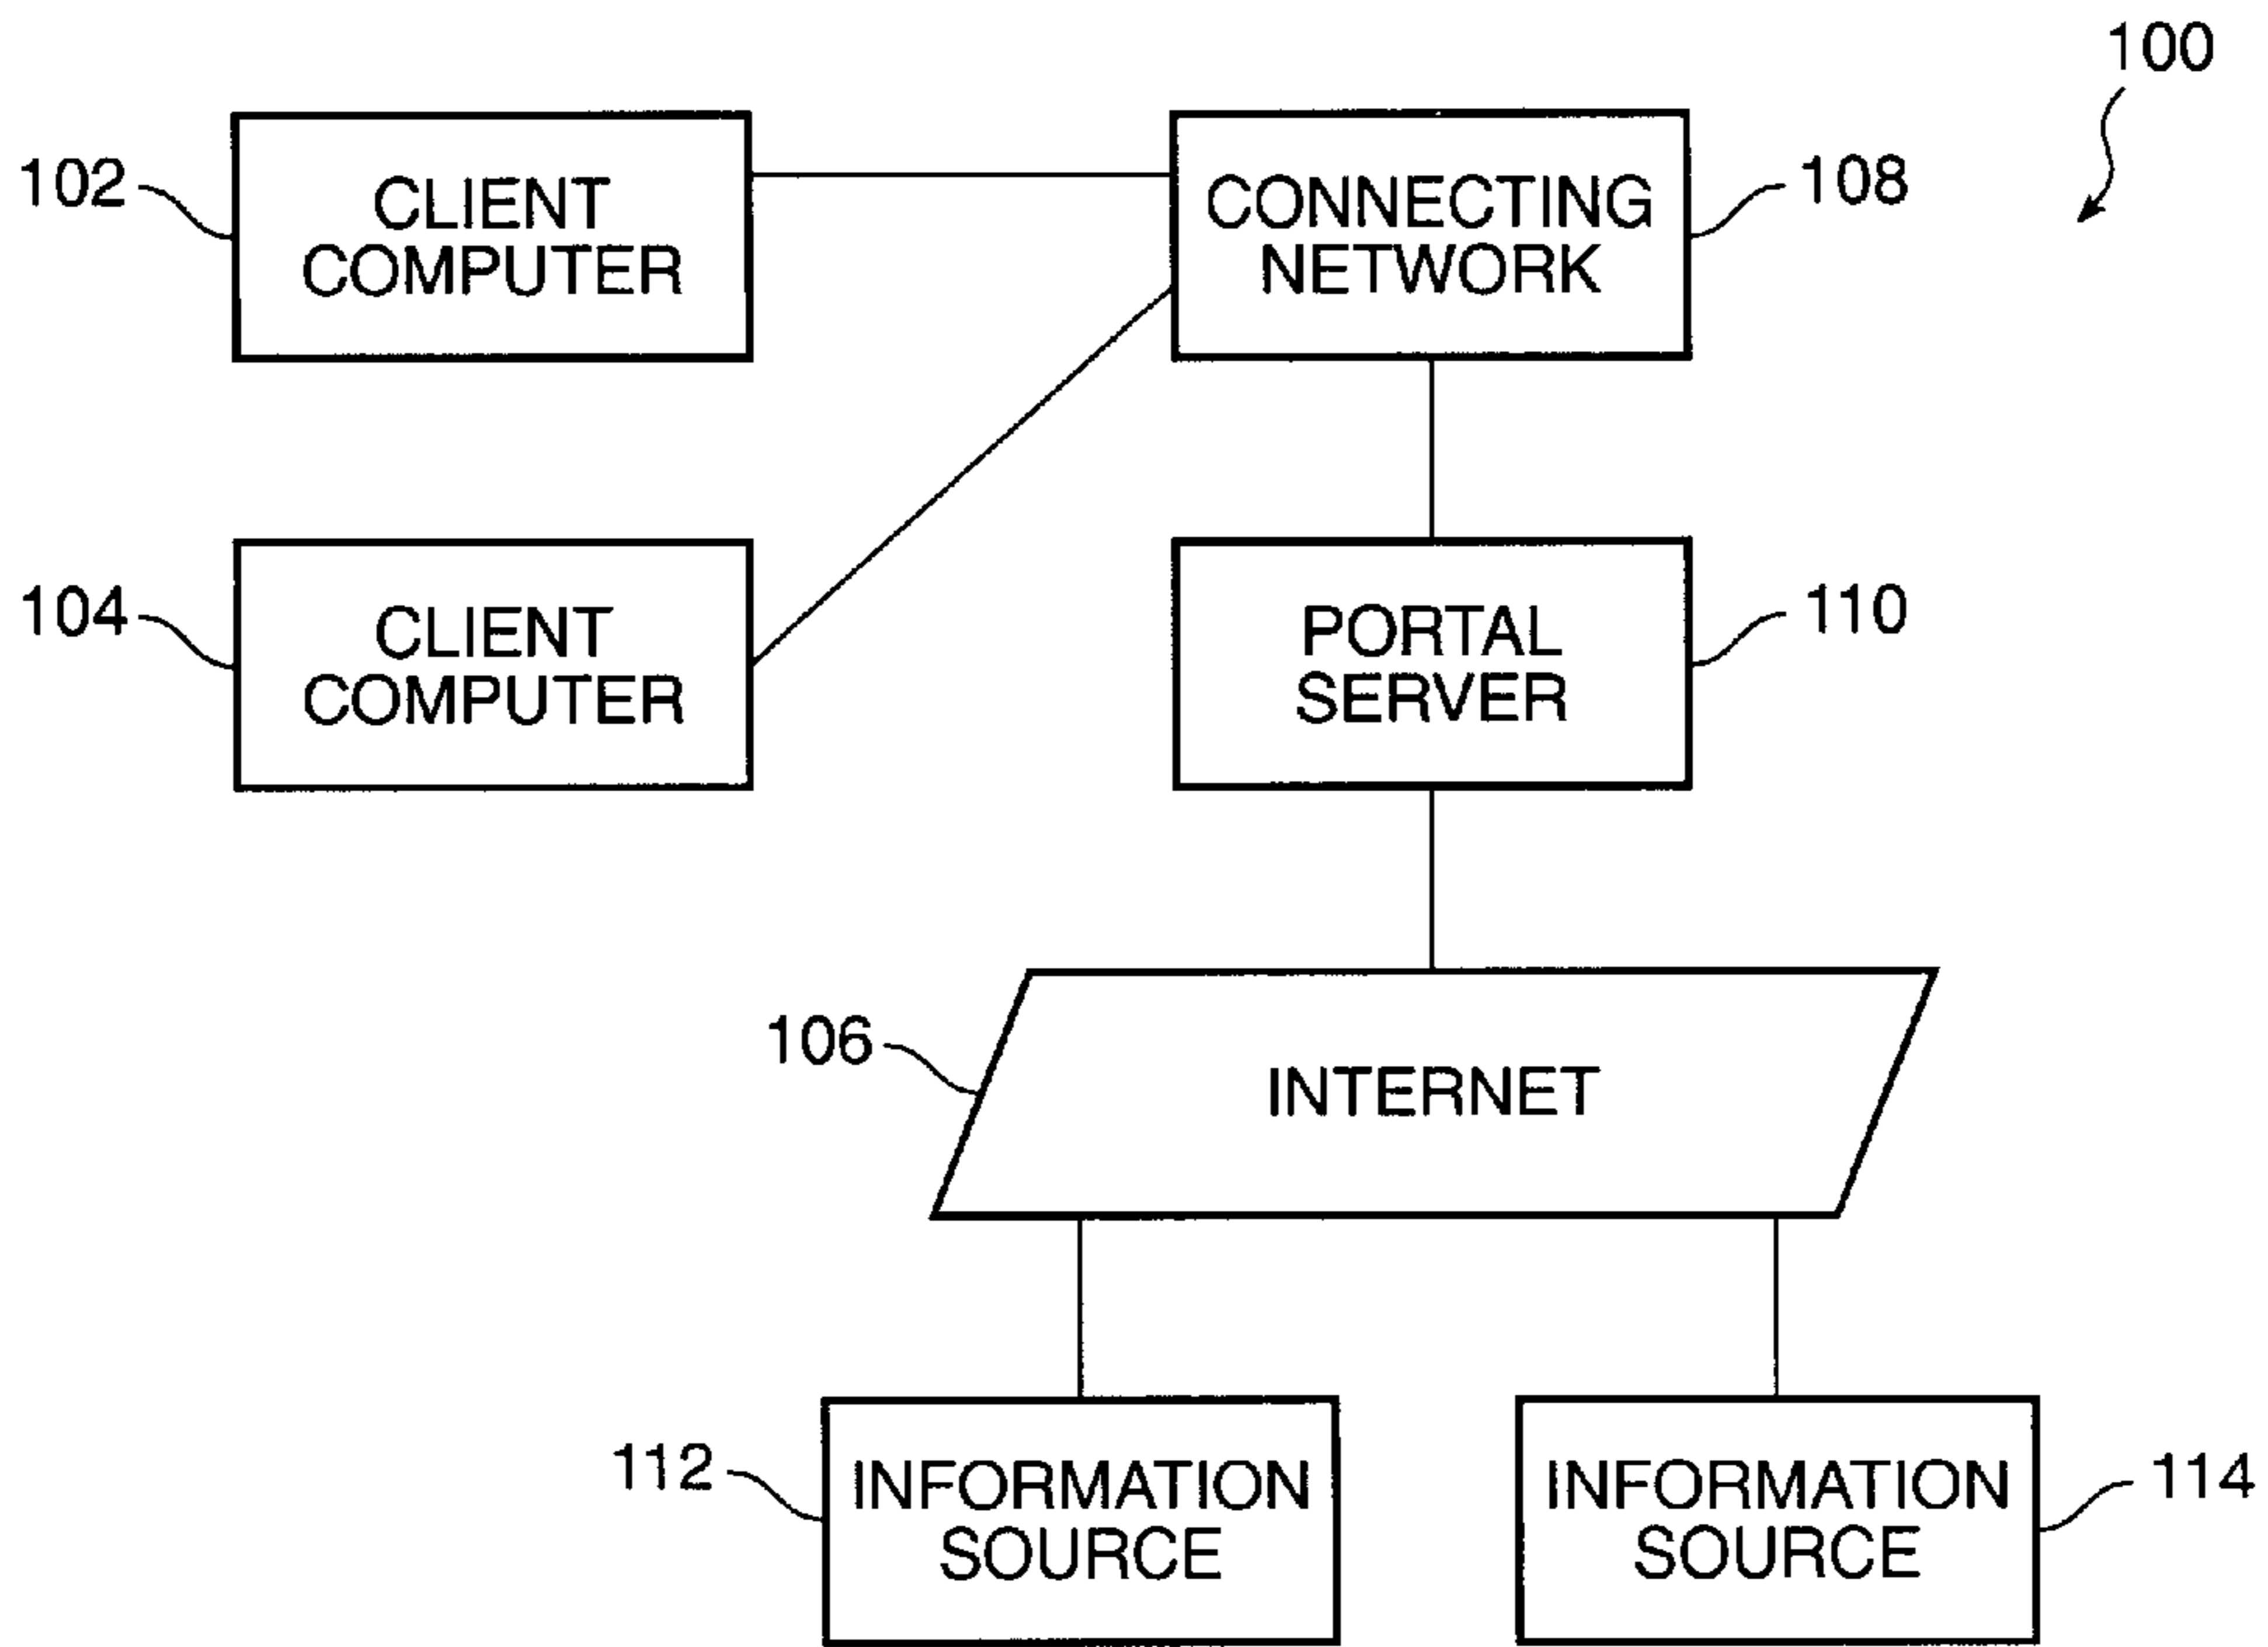 100
102
CLIENT
COMPUTER
CONNECTING
NETWORK
108
104
CLIENT
COMPUTER
PORTAL
SERVER
110
106
INTERNET
112
INFORMATION
SOURCE
INFORMATION
SOURCE
114